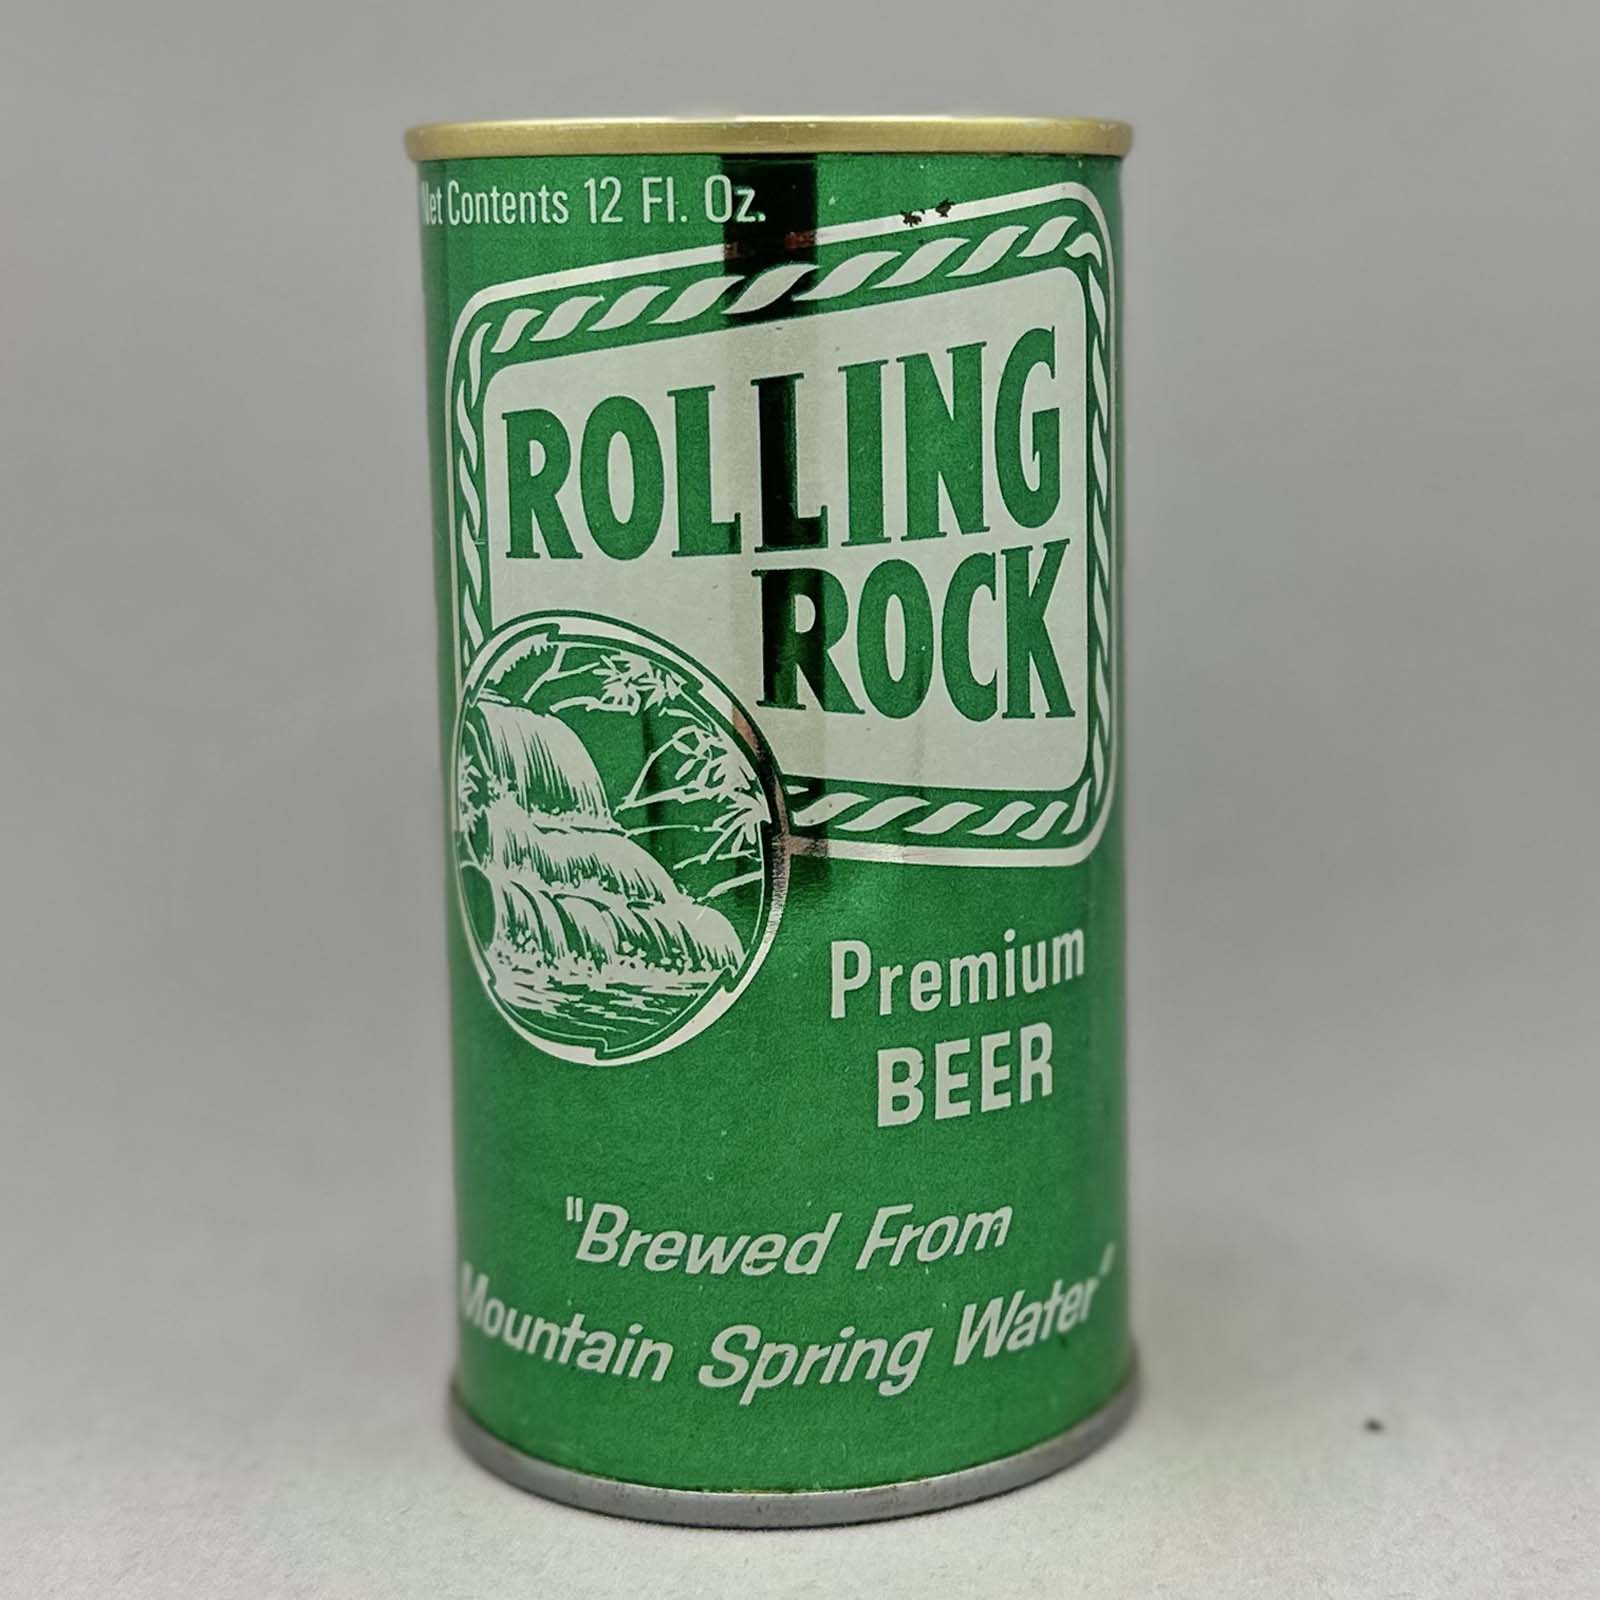 Net Contents 12 Fl. Oz.
ROLLING
ROCK
Premium
BEER
"Brewed From
Mountain Spring Water"